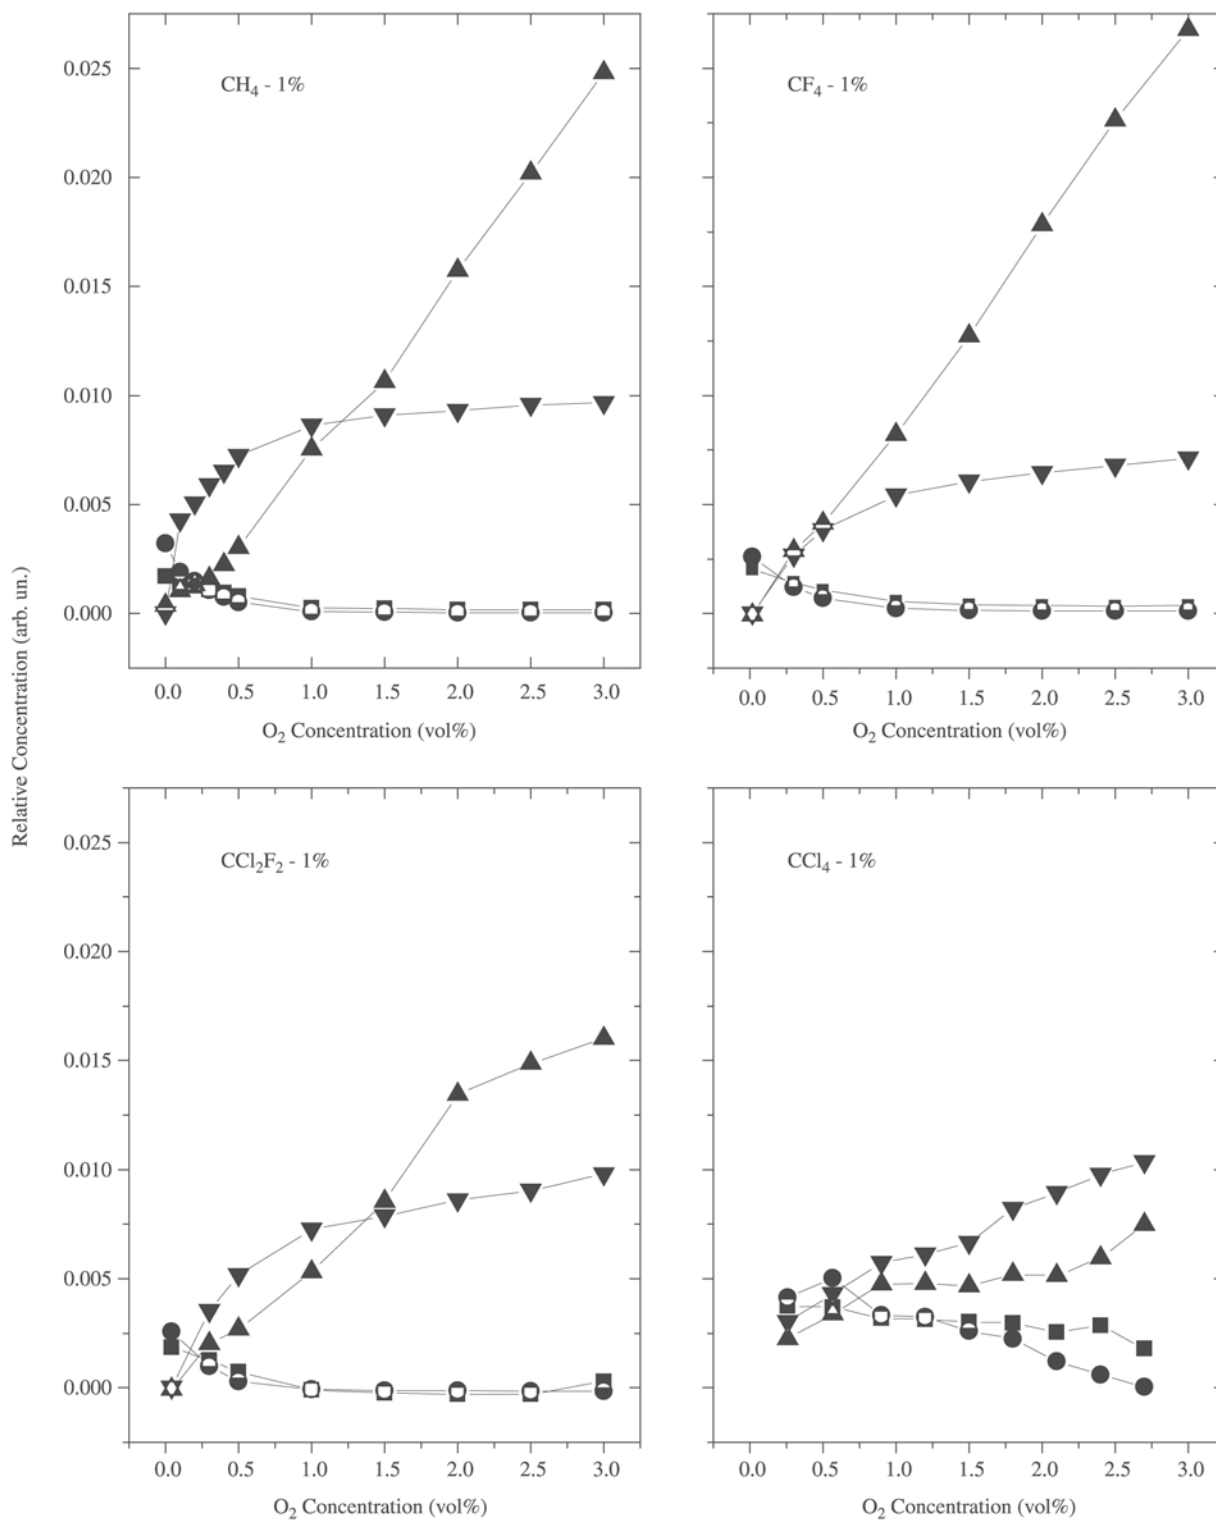 Relative Concentration (arb. un.)
CH₄ - 1%
0.025
0.020
0.015
0.010
0.005
0.000
0.0 0.5 1.0 1.5 2.0 2.5 3.0
O₂ Concentration (vol%)
CF₄ - 1%
0.0 0.5 1.0 1.5 2.0 2.5 3.0
O₂ Concentration (vol%)
CCl₂F₂ - 1%
0.025
0.020
0.015
0.010
0.005
0.000
0.0 0.5 1.0 1.5 2.0 2.5 3.0
O₂ Concentration (vol%)
CCl₄ - 1%
0.0 0.5 1.0 1.5 2.0 2.5 3.0
O₂ Concentration (vol%)